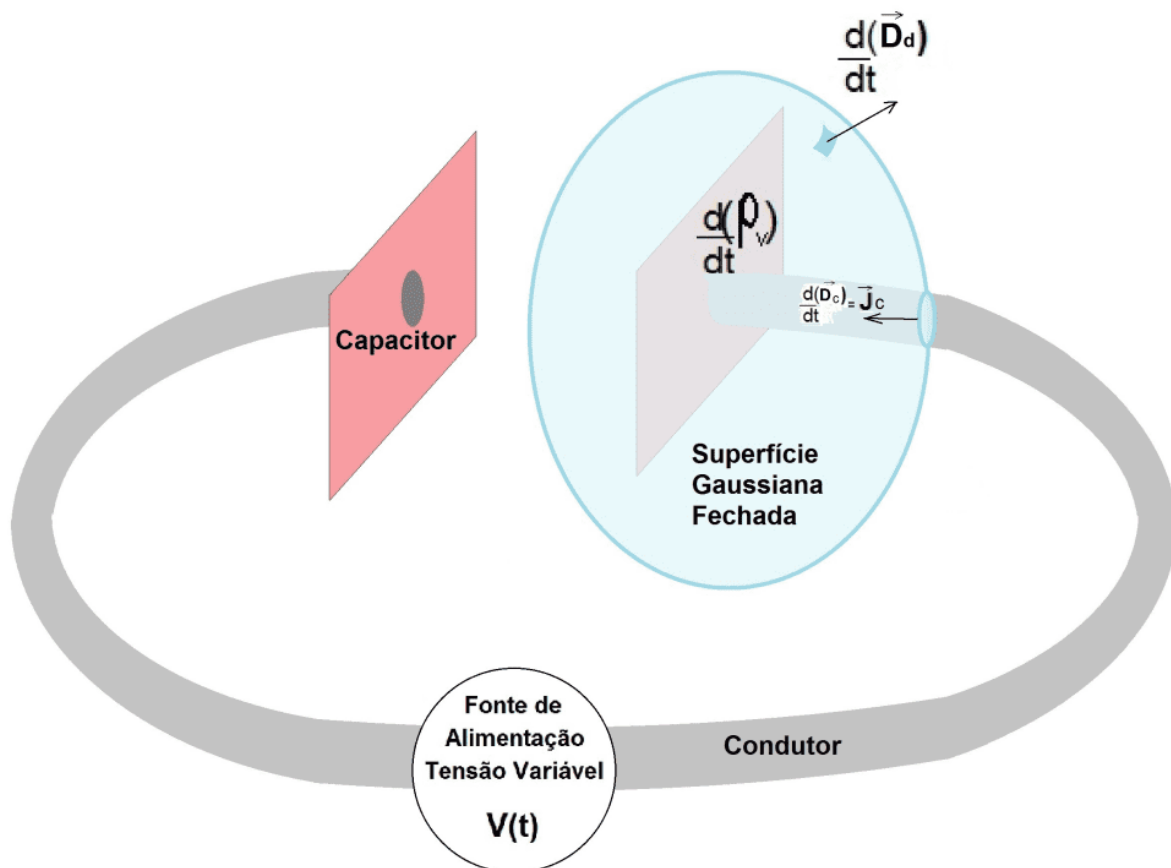 d(D⃗d)
dt
d(ρv)
dt
d(D⃗c) = J⃗c
dt
Capacitor
Superfície
Gaussiana
Fechada
Fonte de
Alimentação
Tensão Variável
V(t)
Condutor